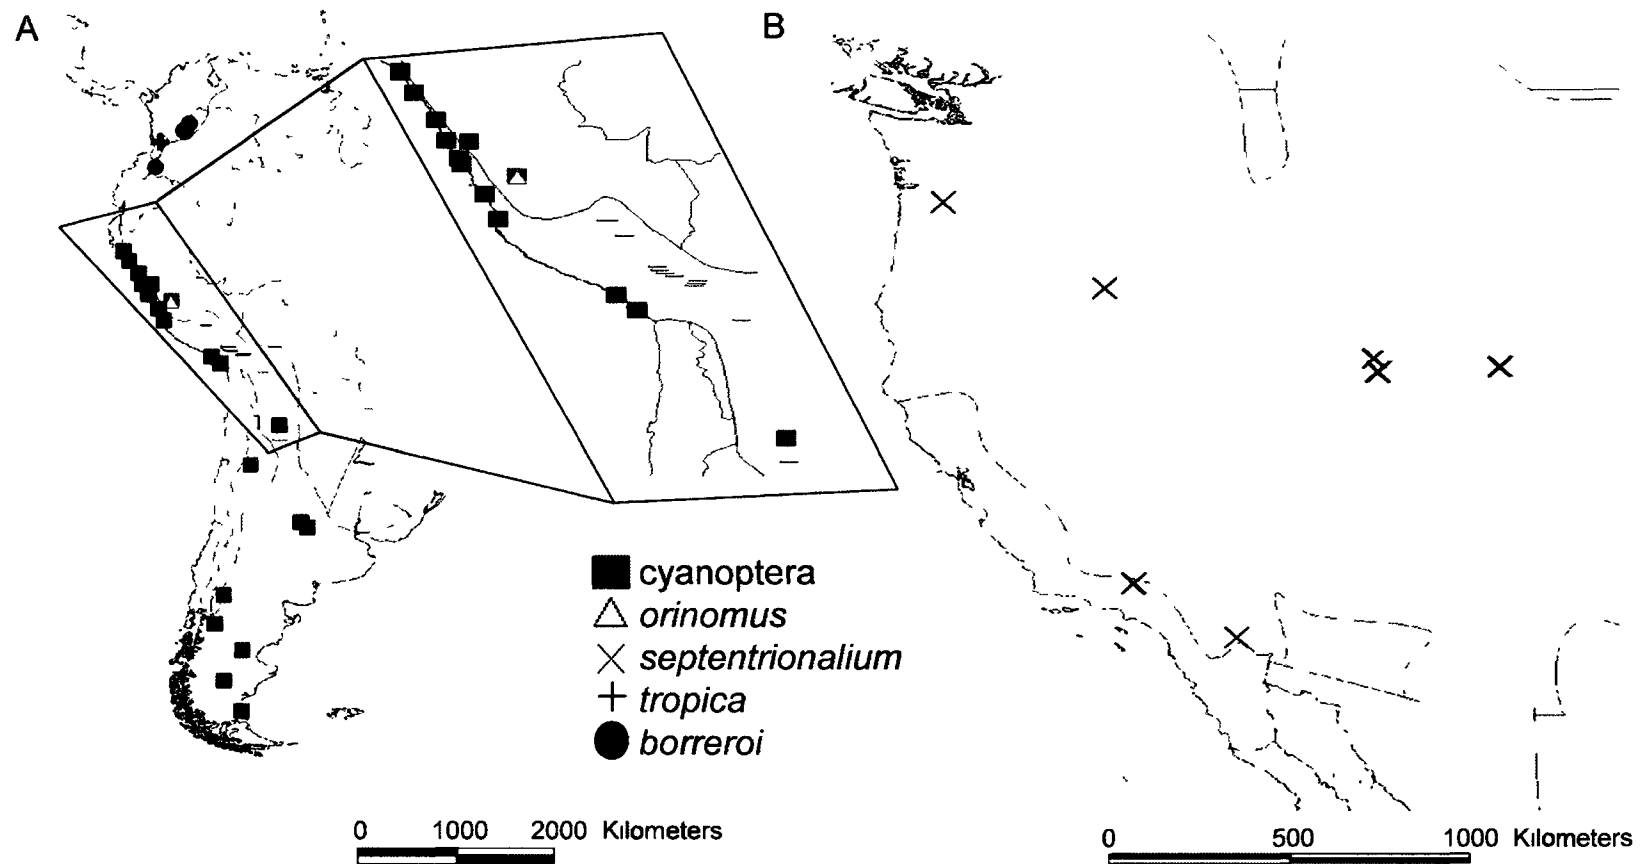 A
B
cyanoptera
orinomus
septentrionalium
tropica
borreroi
0 1000 2000 Kilometers
0 500 1000 Kilometers